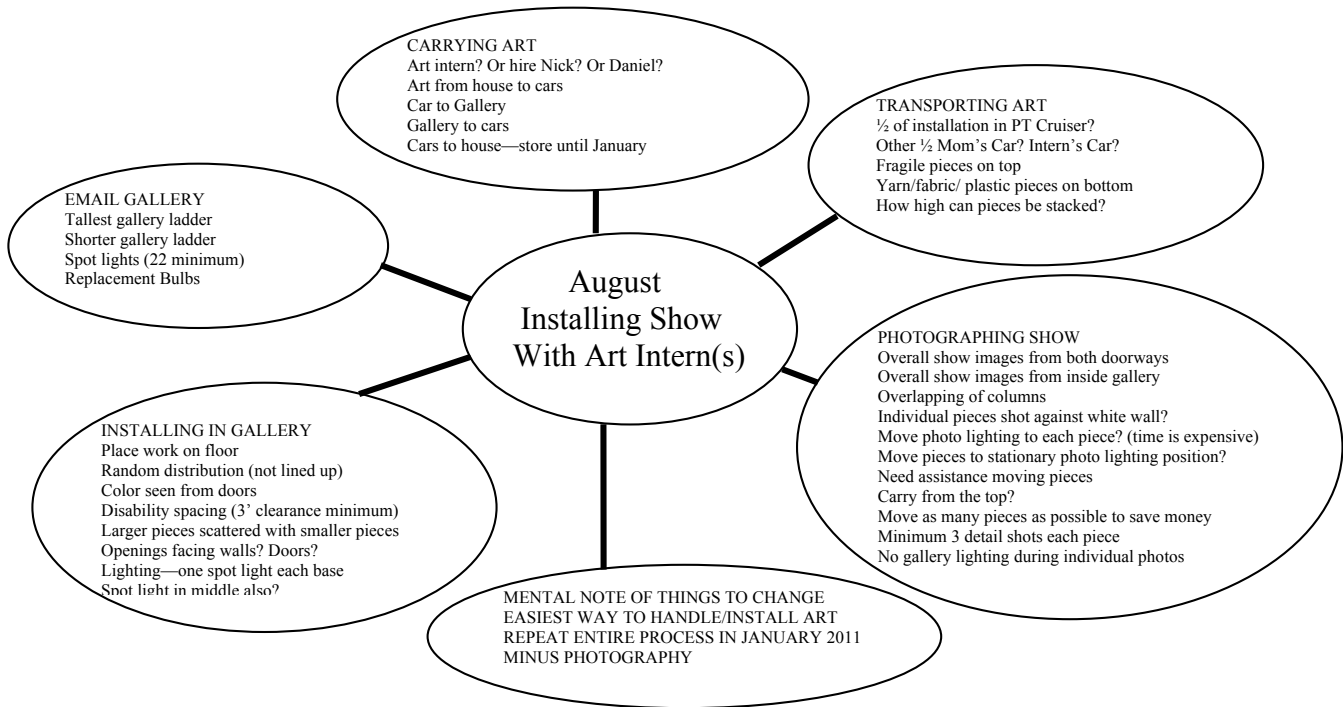 CARRYING ART
Art intern? Or hire Nick? Or Daniel?
Art from house to cars
Car to Gallery
Gallery to cars
Cars to house—store until January
TRANSPORTING ART
½ of installation in PT Cruiser?
Other ½ Mom's Car? Intern's Car?
Fragile pieces on top
Yarn/fabric/ plastic pieces on bottom
How high can pieces be stacked?
EMAIL GALLERY
Tallest gallery ladder
Shorter gallery ladder
Spot lights (22 minimum)
Replacement Bulbs
August
Installing Show
With Art Intern(s)
PHOTOGRAPHING SHOW
Overall show images from both doorways
Overall show images from inside gallery
Overlapping of columns
Individual pieces shot against white wall?
Move photo lighting to each piece? (time is expensive)
Move pieces to stationary photo lighting position?
Need assistance moving pieces
Carry from the top?
Move as many pieces as possible to save money
Minimum 3 detail shots each piece
No gallery lighting during individual photos
INSTALLING IN GALLERY
Place work on floor
Random distribution (not lined up)
Color seen from doors
Disability spacing (3' clearance minimum)
Larger pieces scattered with smaller pieces
Openings facing walls? Doors?
Lighting—one spot light each base
Spot light in middle also?
MENTAL NOTE OF THINGS TO CHANGE
EASIEST WAY TO HANDLE/INSTALL ART
REPEAT ENTIRE PROCESS IN JANUARY 2011
MINUS PHOTOGRAPHY